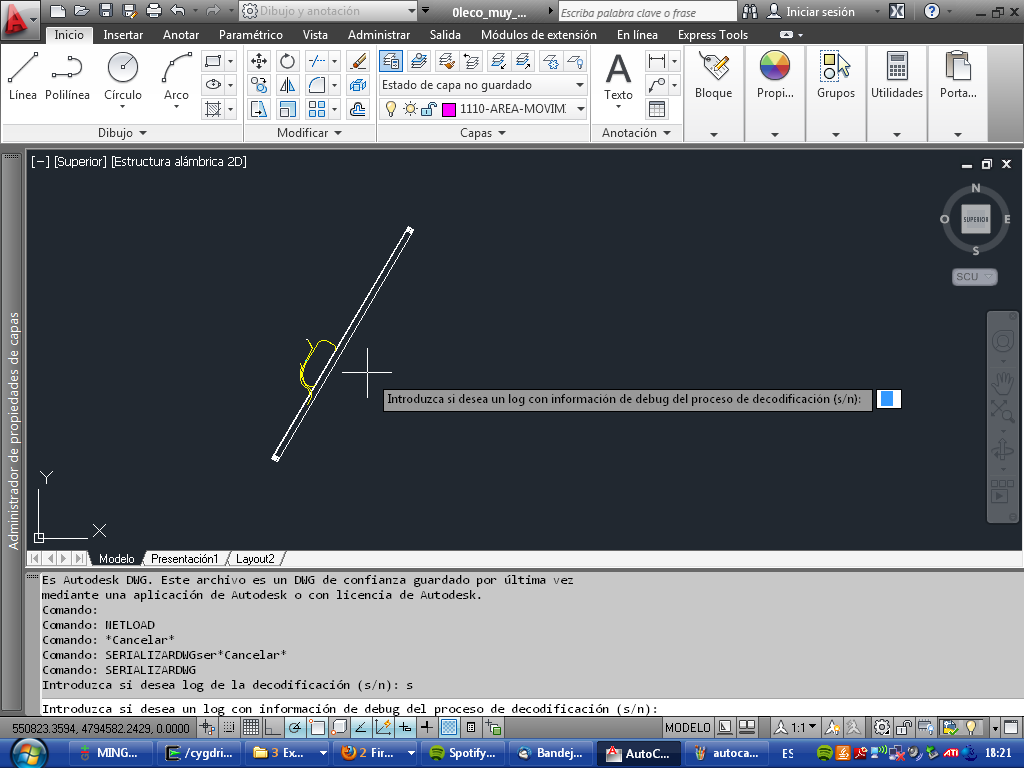 Dibujo y anotación
0leco_muy_...
Escriba palabra clave o frase
Iniciar sesión
Inicio
Insertar
Anotar
Paramétrico
Vista
Administrar
Salida
Módulos de extensión
En línea
Express Tools
Línea
Polilínea
Círculo
Arco
Dibujo
Modificar
Estado de capa no guardado
1110-AREA-MOVIM
Capas
Texto
Anotación
Bloque
Propi...
Grupos
Utilidades
Porta...
[−] [Superior] [Estructura alámbrica 2D]
N
O
SUPERIOR
E
S
SCU
Administrador de propiedades de capas
Introduzca si desea un log con información de debug del proceso de decodificación (s/n):
Y
X
Modelo
Presentación1
Layout2
Es Autodesk DWG. Este archivo es un DWG de confianza guardado por última vez
mediante una aplicación de Autodesk o con licencia de Autodesk.
Comando:
Comando: NETLOAD
Comando: *Cancelar*
Comando: SERIALIZARDWGser*Cancelar*
Comando: SERIALIZARDWG
Introduzca si desea log de la decodificación (s/n): s
Introduzca si desea un log con información de debug del proceso de decodificación (s/n):
550823.3594, 4794582.2429, 0.0000
MODELO
1:1
MING...
/cygdri...
3 Ex...
2 Fir...
Spotify...
Bandej...
AutoC...
autoca...
ES
18:21